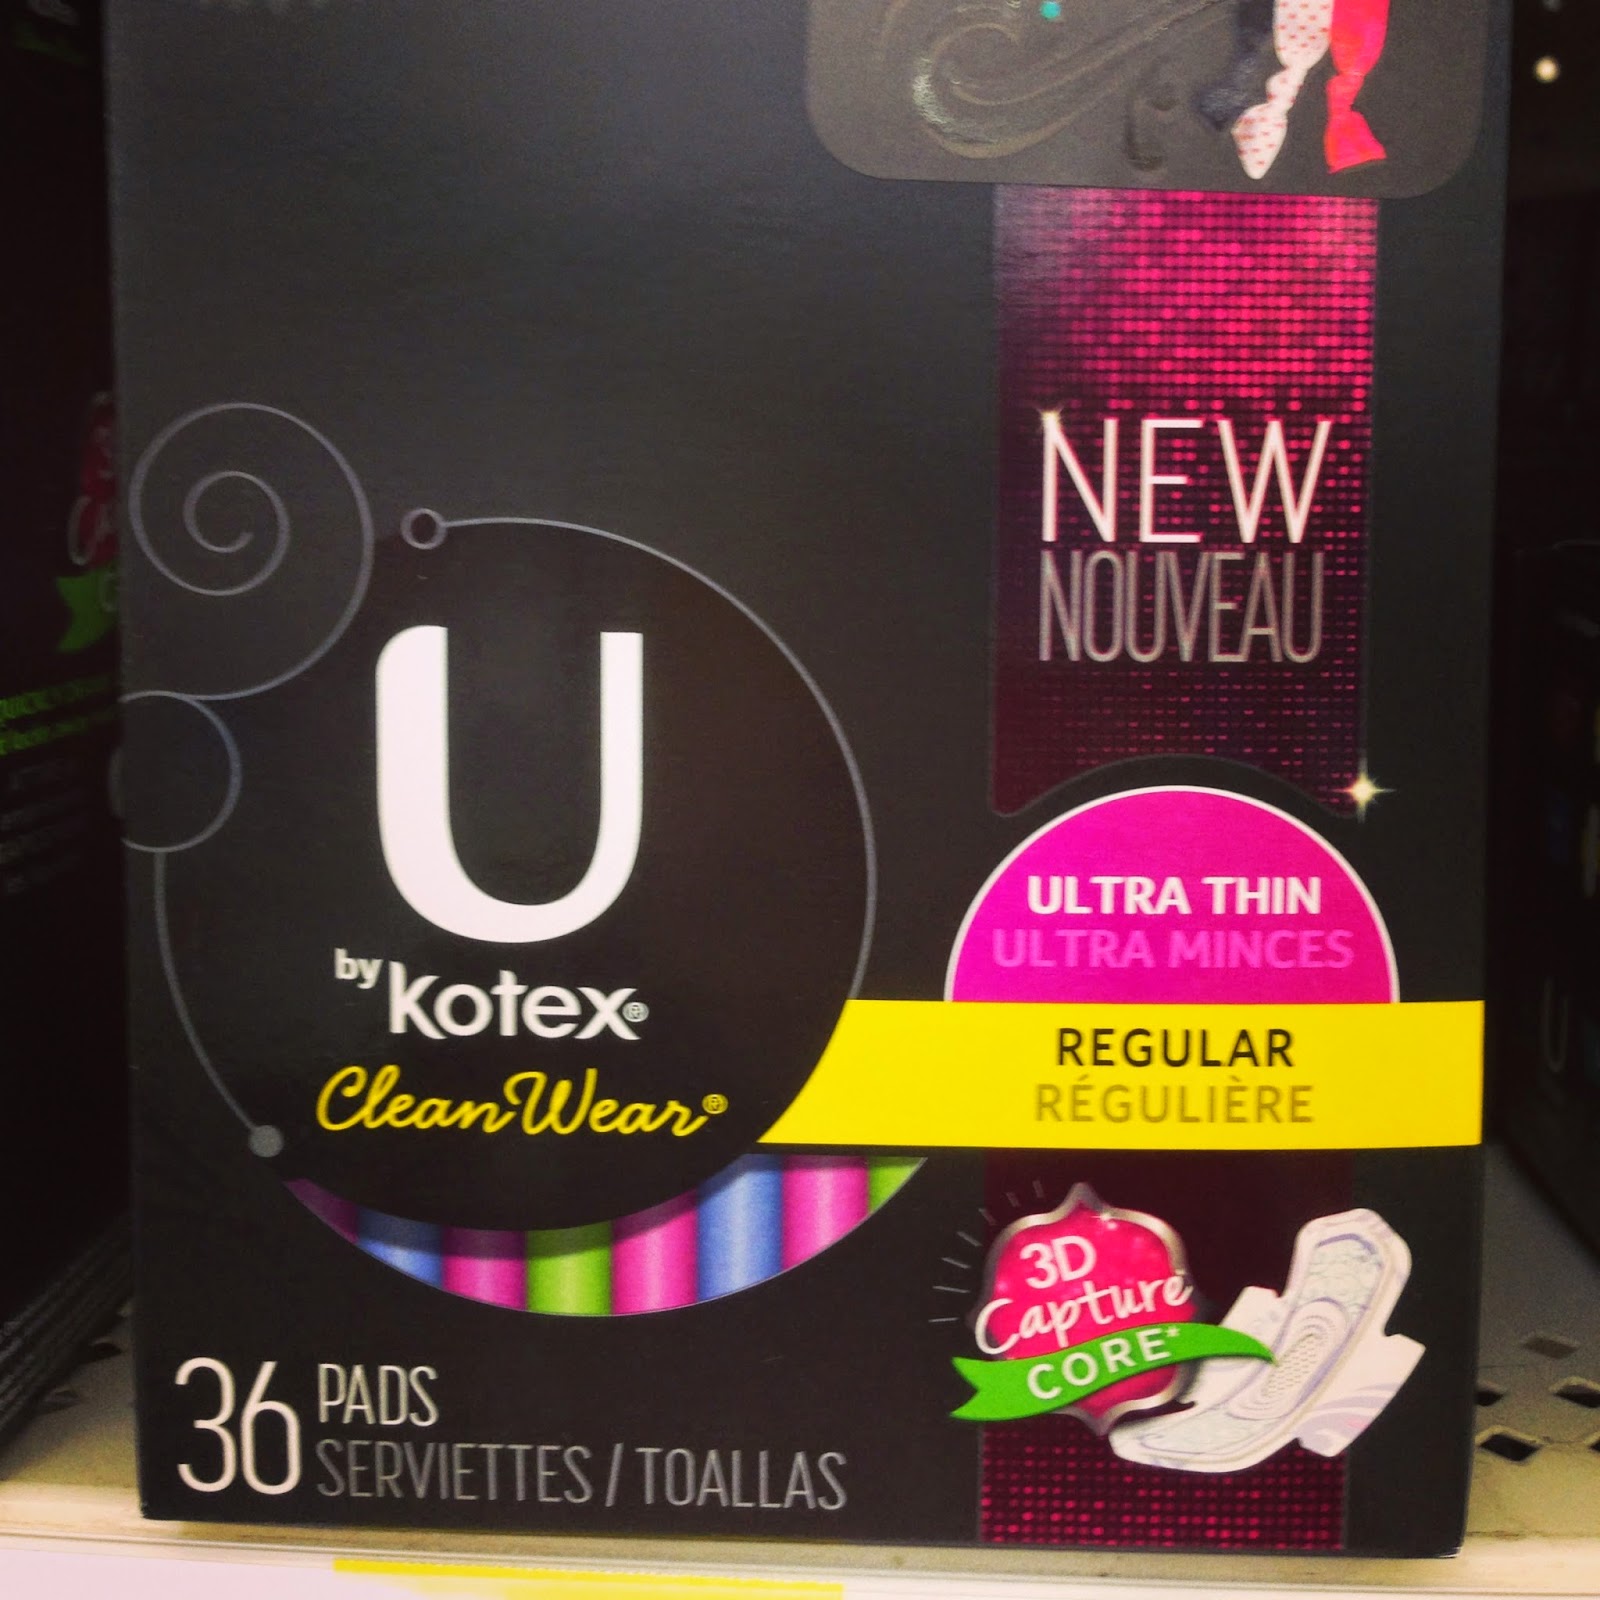 NEW
NOUVEAU
U
by Kotex®
CleanWear®
ULTRA THIN
ULTRA MINCES
REGULAR
RÉGULIÈRE
3D
Capture
CORE*
36 PADS
SERVIETTES / TOALLAS